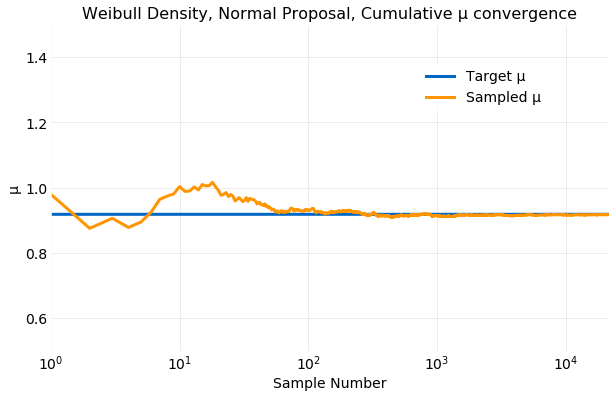 Weibull Density, Normal Proposal, Cumulative μ convergence
1.4
1.2
1.0
0.8
0.6
μ
Target μ
Sampled μ
10⁰ 10¹ 10² 10³ 10⁴
Sample Number